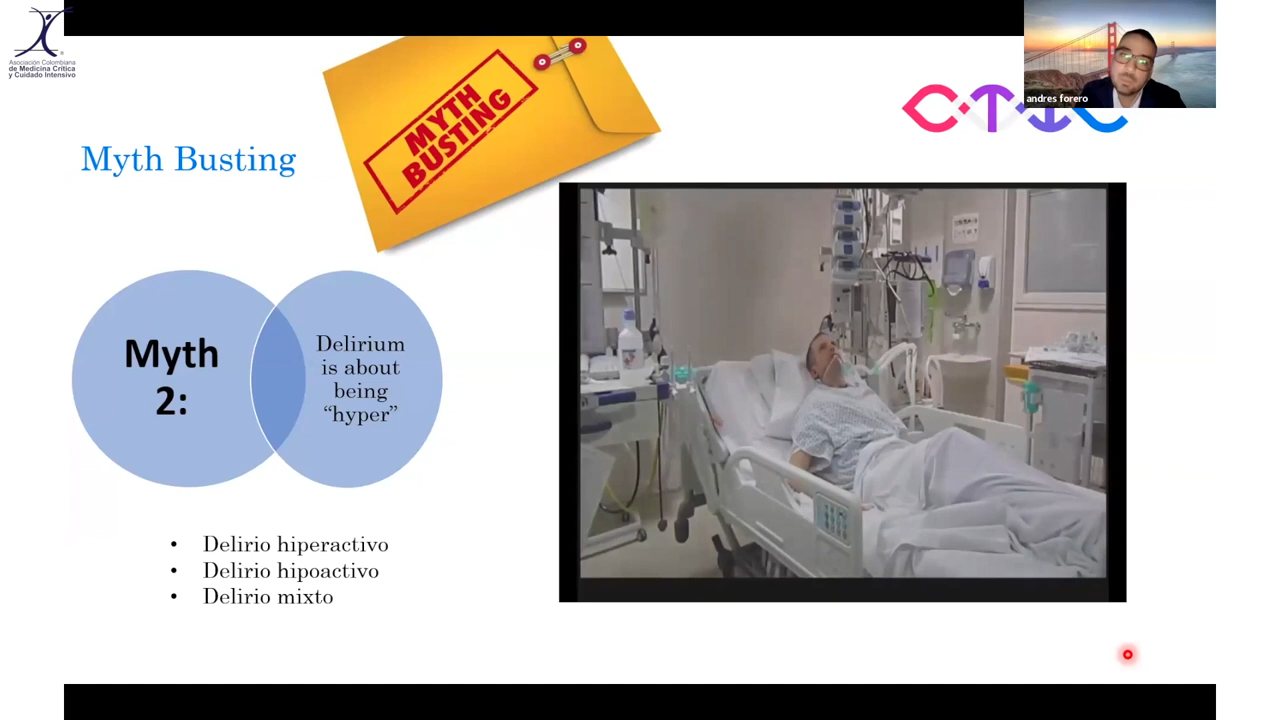 Asociación Colombiana
de Medicina Crítica
y Cuidado Intensivo
andres forero
MYTH
BUSTING
Myth Busting
Myth
2:
Delirium
is about
being
“hyper”
• Delirio hiperactivo
• Delirio hipoactivo
• Delirio mixto